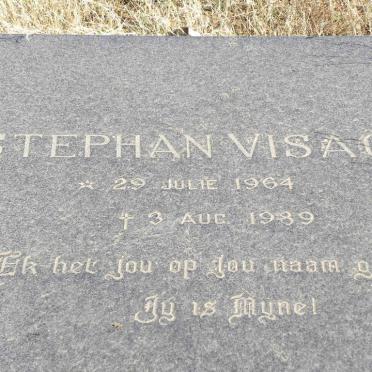 STEPHAN VISA
☆ 29 JULIE 1964
✝ 3 AUG 1989
Ek het jou op jou naam g
Jy is Myne!